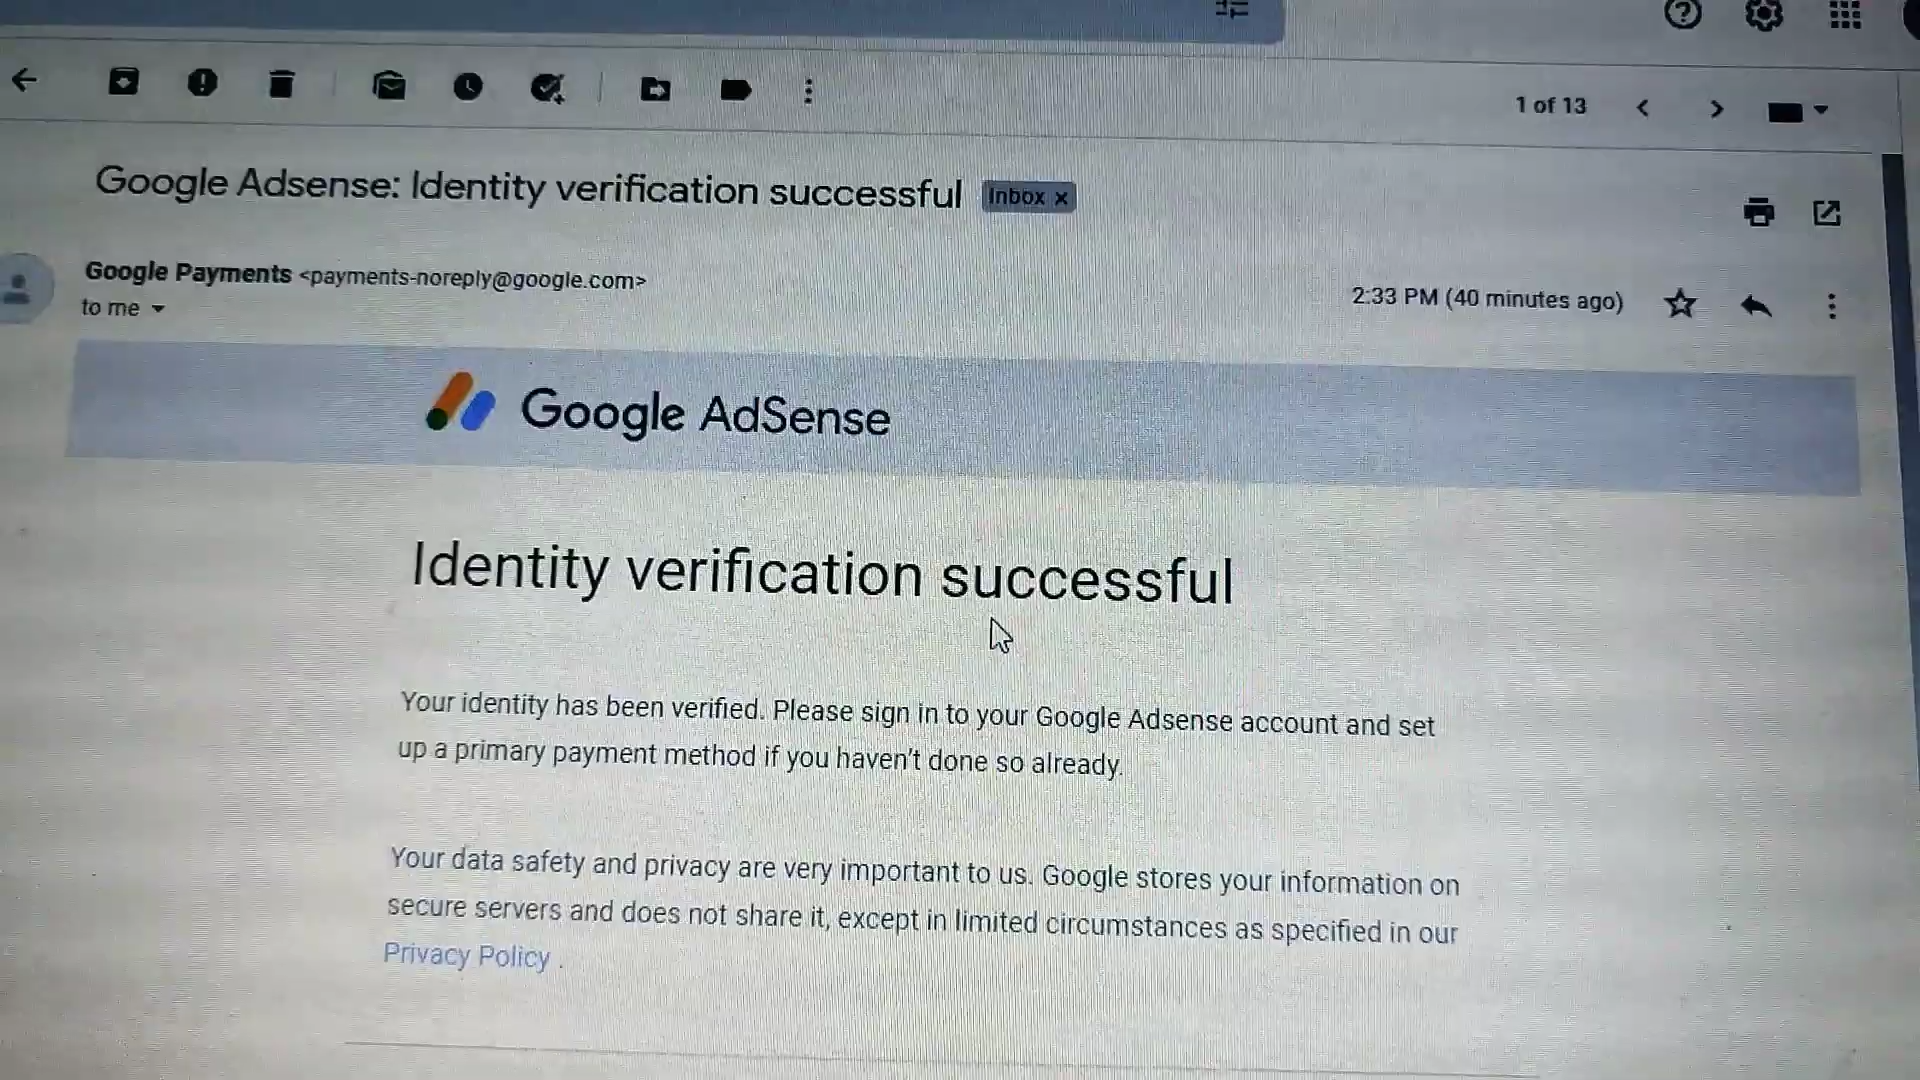 1 of 13
Google Adsense: Identity verification successful Inbox x
Google Payments <payments-noreply@google.com>
2:33 PM (40 minutes ago)
to me
Google AdSense
Identity verification successful
Your identity has been verified. Please sign in to your Google Adsense account and set
up a primary payment method if you haven't done so already.
Your data safety and privacy are very important to us. Google stores your information on
secure servers and does not share it, except in limited circumstances as specified in our
Privacy Policy .